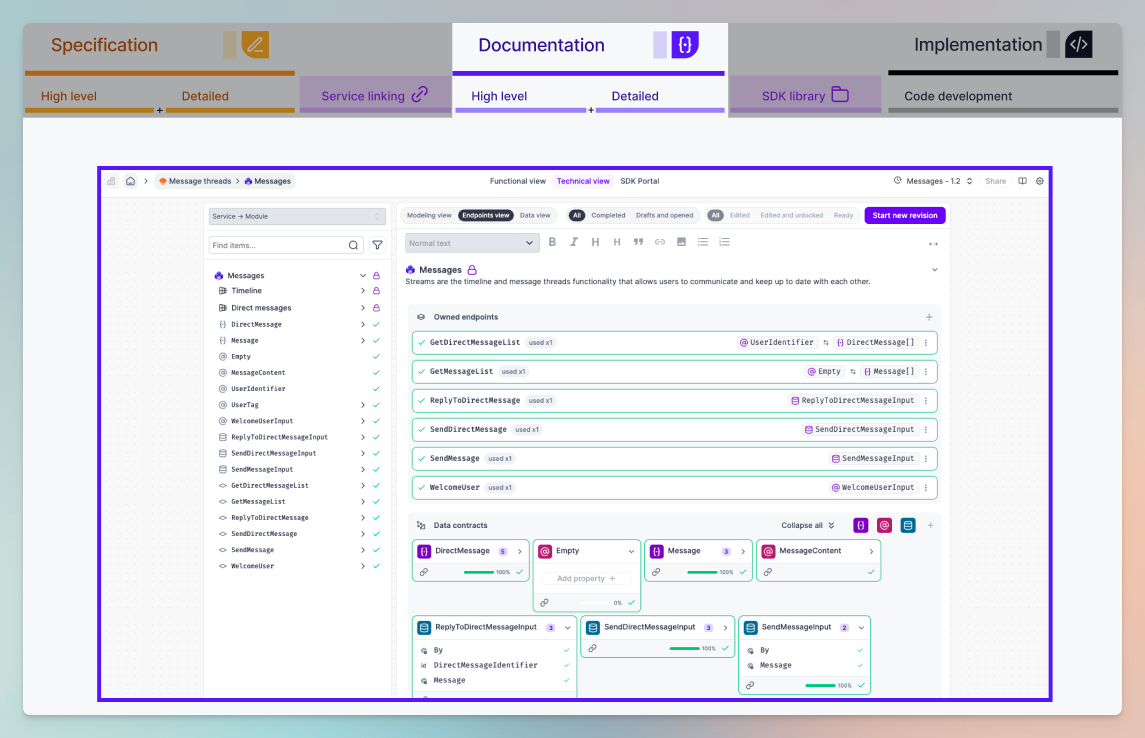 Specification
Documentation
Implementation
High level
Detailed
Service linking
High level
Detailed
SDK library
Code development
+
+
Message threads
Messages
Functional view
Technical view
SDK Portal
Messages - 1.2
Share
Service → Module
Modeling view
Endpoints view
Data view
All
Completed
Drafts and opened
All
Edited
Edited and unlocked
Ready
Start new revision
Find items...
Normal text
B
I
H
H
Messages
Timeline
Direct messages
DirectMessage
Message
Empty
MessageContent
UserIdentifier
UserTag
WelcomeUserInput
ReplyToDirectMessageInput
SendDirectMessageInput
SendMessageInput
GetDirectMessageList
GetMessageList
ReplyToDirectMessage
SendDirectMessage
SendMessage
WelcomeUser
Messages
Streams are the timeline and message threads functionality that allows users to communicate and keep up to date with each other.
Owned endpoints
GetDirectMessageList used x1 UserIdentifier DirectMessage[]
GetMessageList used x1 Empty Message[]
ReplyToDirectMessage used x1 ReplyToDirectMessageInput
SendDirectMessage used x1 SendDirectMessageInput
SendMessage used x1 SendMessageInput
WelcomeUser used x1 WelcomeUserInput
Data contracts
Collapse all
DirectMessage 5
100%
Empty
Add property +
0%
Message 3
100%
MessageContent
ReplyToDirectMessageInput 3
By
Id DirectMessageIdentifier
Message
SendDirectMessageInput 3
100%
SendMessageInput 2
By
Message
100%